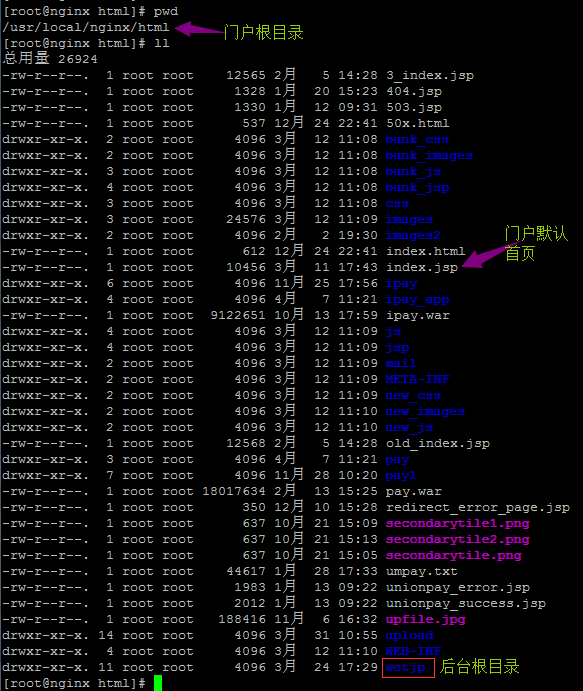 [root@nginx html]# pwd
/usr/local/nginx/html 门户根目录
[root@nginx html]# ll
总用量 26924
-rw-r--r--. 1 root root 12565 2月 5 14:28 3_index.jsp
-rw-r--r--. 1 root root 1328 1月 20 15:23 404.jsp
-rw-r--r--. 1 root root 1330 1月 12 09:31 503.jsp
-rw-r--r--. 1 root root 537 12月 24 22:41 50x.html
drwxr-xr-x. 2 root root 4096 3月 12 11:08 bank_css
drwxr-xr-x. 2 root root 4096 3月 12 11:08 bank_images
drwxr-xr-x. 3 root root 4096 3月 12 11:08 bank_js
drwxr-xr-x. 4 root root 4096 3月 12 11:08 bank_jsp
drwxr-xr-x. 3 root root 4096 3月 12 11:08 css
drwxr-xr-x. 3 root root 24576 3月 12 11:09 images
drwxr-xr-x. 2 root root 4096 2月 2 19:30 images2
-rw-r--r--. 1 root root 612 12月 24 22:41 index.html
-rw-r--r--. 1 root root 10456 3月 11 17:43 index.jsp
门户默认
首页
drwxr-xr-x. 6 root root 4096 11月 25 17:56 ipay
drwxr-xr-x. 4 root root 4096 4月 7 11:21 ipay_app
-rw-r--r--. 1 root root 9122651 10月 13 17:59 ipay.war
drwxr-xr-x. 4 root root 4096 3月 12 11:09 js
drwxr-xr-x. 4 root root 4096 3月 12 11:09 jsp
drwxr-xr-x. 2 root root 4096 3月 12 11:09 mail
drwxr-xr-x. 2 root root 4096 3月 12 11:09 META-INF
drwxr-xr-x. 2 root root 4096 3月 12 11:09 new_css
drwxr-xr-x. 2 root root 4096 3月 12 11:10 new_images
drwxr-xr-x. 2 root root 4096 3月 12 11:10 new_js
-rw-r--r--. 1 root root 12568 2月 5 14:28 old_index.jsp
drwxr-xr-x. 3 root root 4096 4月 7 11:21 pay
drwxr-xr-x. 7 root root 4096 11月 28 10:20 pay1
-rw-r--r--. 1 root root 18017634 2月 13 15:25 pay.war
-rw-r--r--. 1 root root 350 12月 10 15:28 redirect_error_page.jsp
-rw-r--r--. 1 root root 637 10月 21 15:09 secondarytile1.png
-rw-r--r--. 1 root root 637 10月 21 15:13 secondarytile2.png
-rw-r--r--. 1 root root 637 10月 21 15:05 secondarytile.png
-rw-r--r--. 1 root root 44617 1月 28 17:33 umpay.txt
-rw-r--r--. 1 root root 1983 1月 13 09:22 unionpay_error.jsp
-rw-r--r--. 1 root root 2012 1月 13 09:22 unionpay_success.jsp
-rw-r--r--. 1 root root 188416 11月 6 16:32 upfile.jpg
drwxr-xr-x. 14 root root 4096 3月 31 10:55 upload
drwxr-xr-x. 4 root root 4096 3月 12 11:10 WEB-INF
drwxr-xr-x. 11 root root 4096 3月 24 17:29 wotjp 后台根目录
[root@nginx html]#